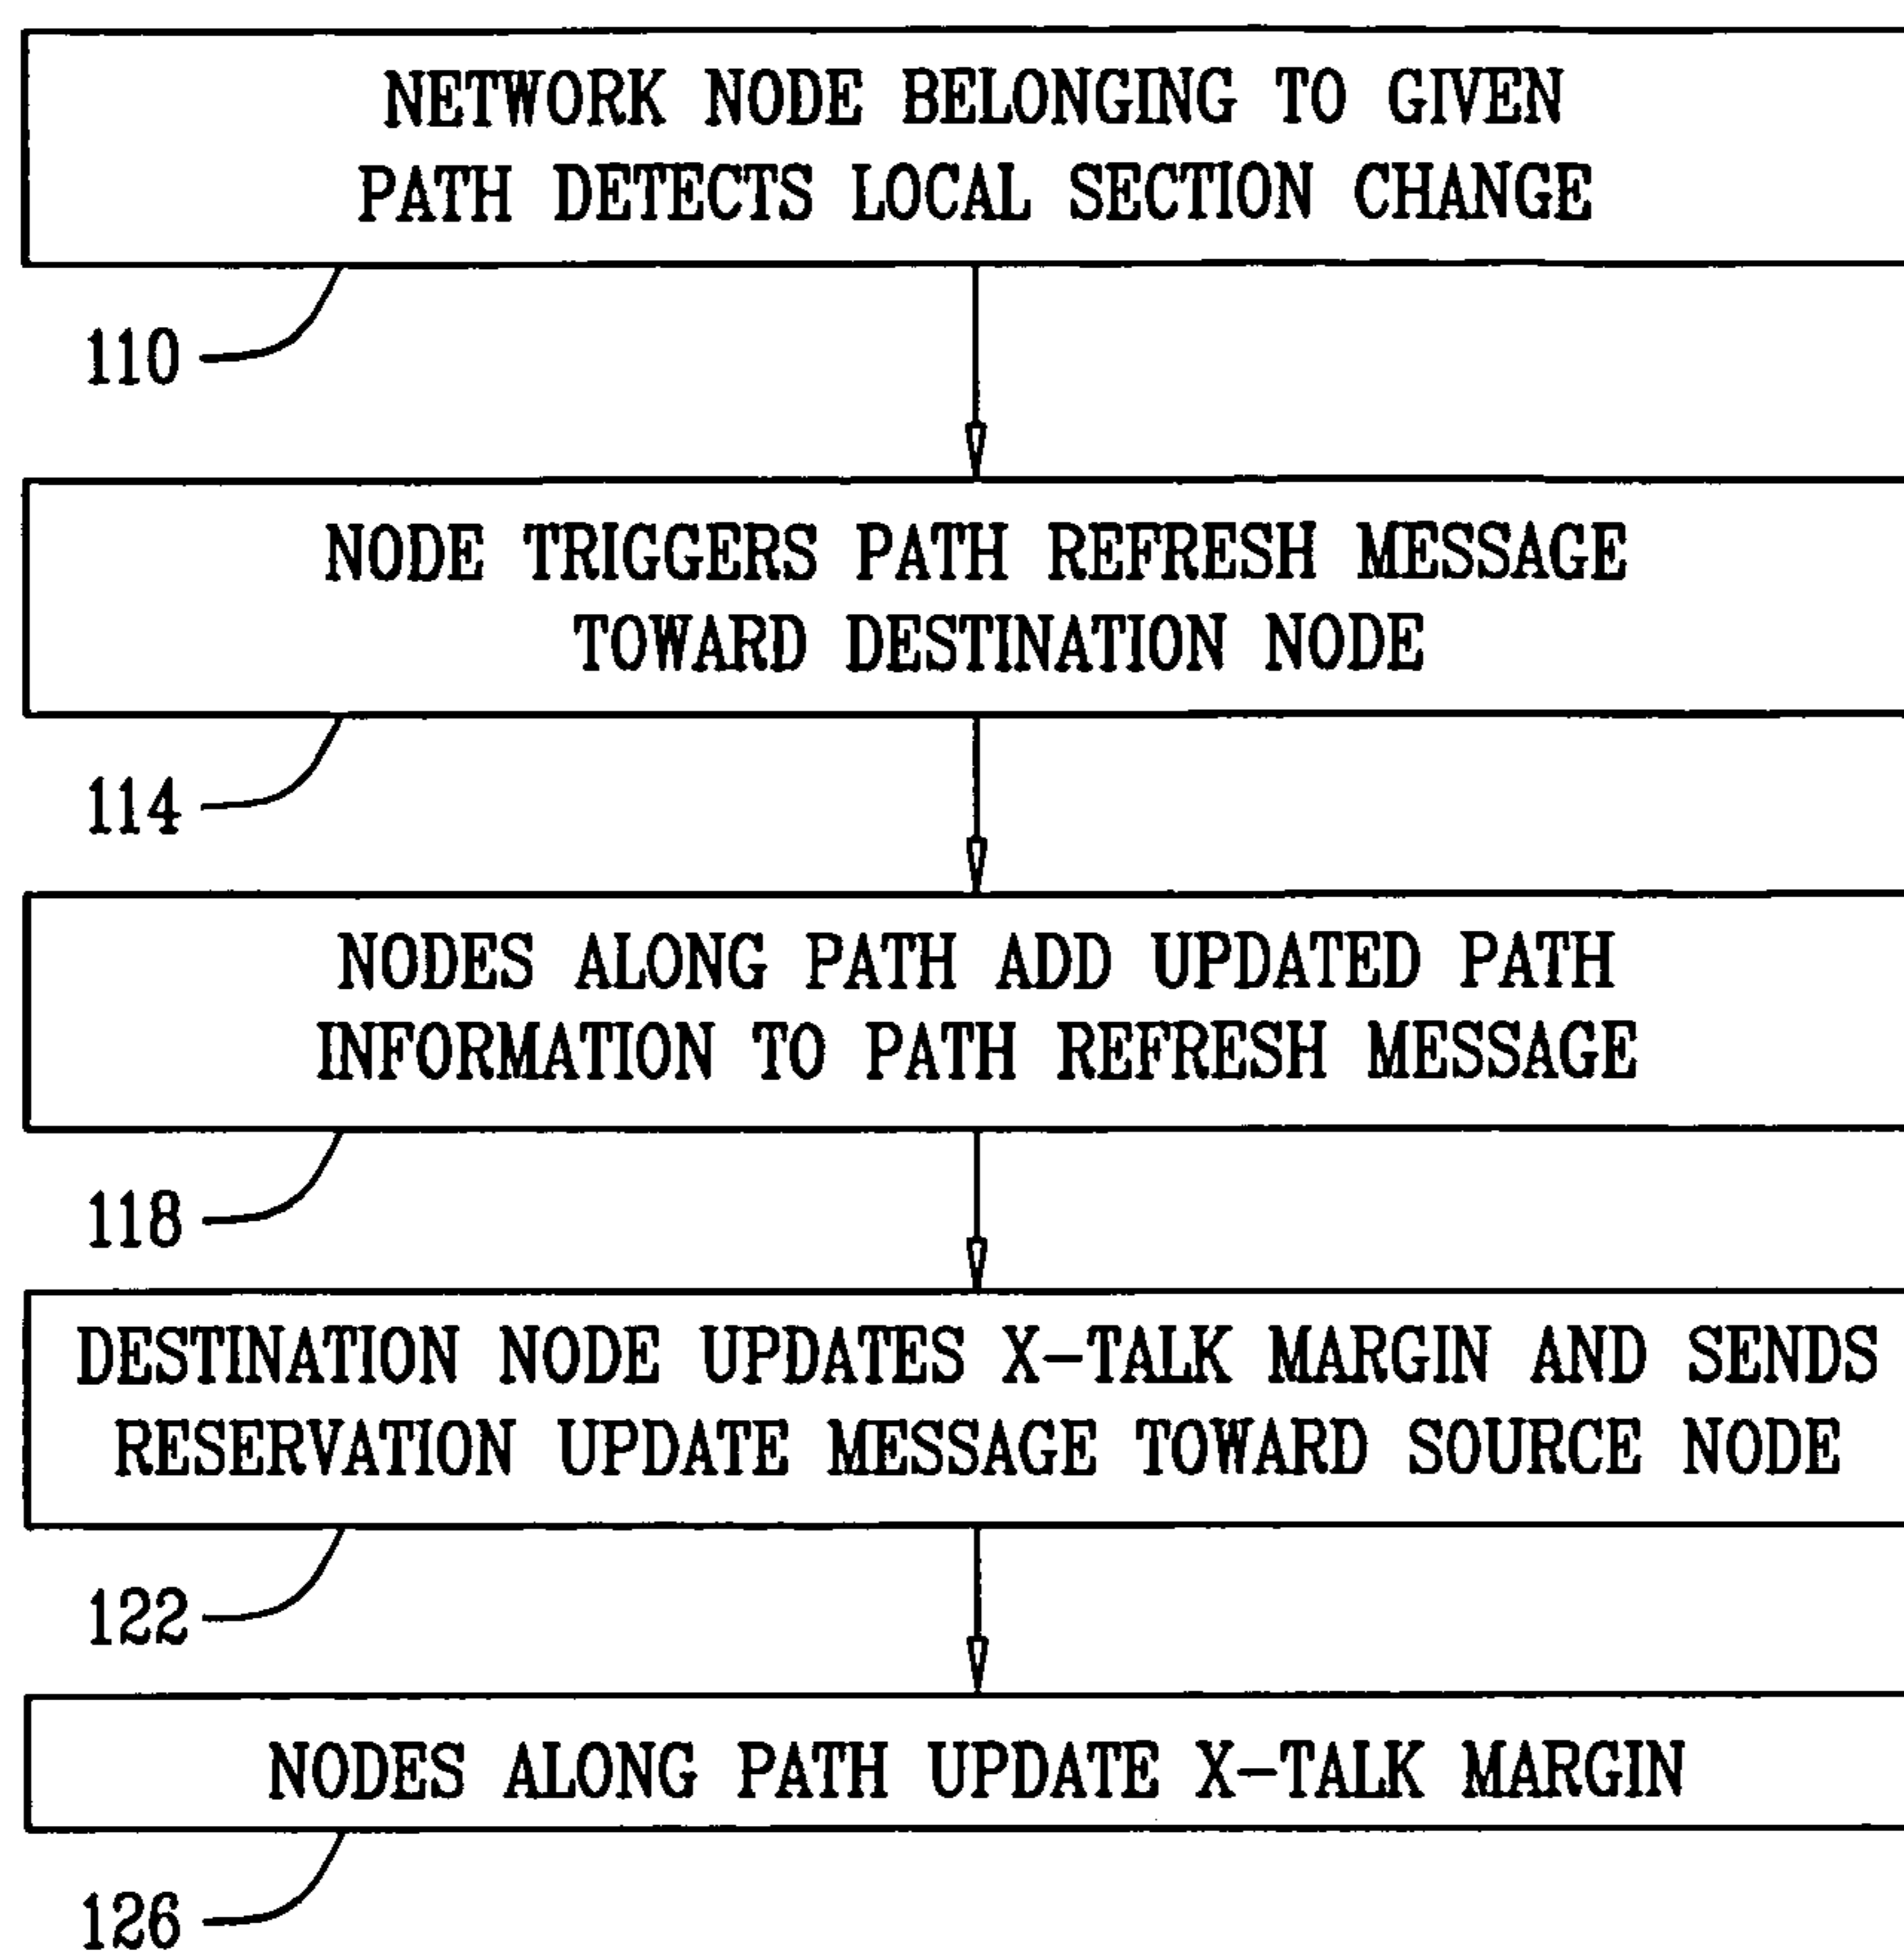 NETWORK NODE BELONGING TO GIVEN
PATH DETECTS LOCAL SECTION CHANGE
110
NODE TRIGGERS PATH REFRESH MESSAGE
TOWARD DESTINATION NODE
114
NODES ALONG PATH ADD UPDATED PATH
INFORMATION TO PATH REFRESH MESSAGE
118
DESTINATION NODE UPDATES X-TALK MARGIN AND SENDS
RESERVATION UPDATE MESSAGE TOWARD SOURCE NODE
122
NODES ALONG PATH UPDATE X-TALK MARGIN
126